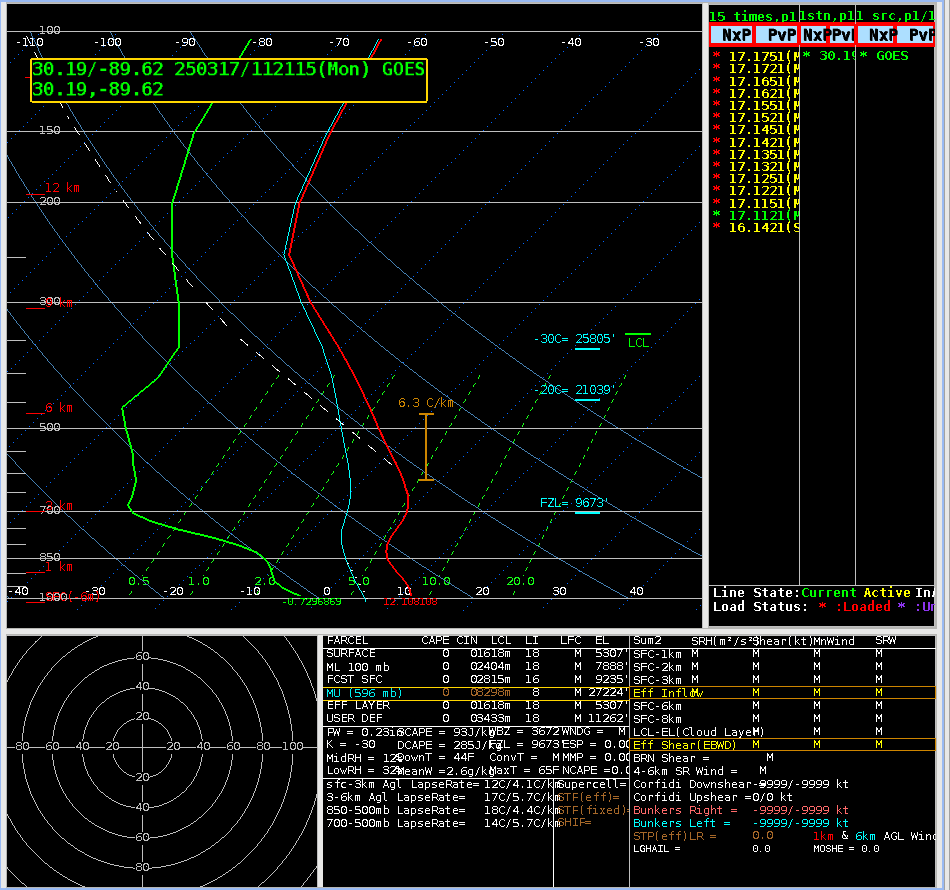 -110 -100 -80 -70 -60 -50 -40 -30
100
30.19/-89.62 250317/112115(Mon) GOES
30.19,-89.62
150
12 km
200
300
-30C= 25805'
LCL
-20C= 21039'
6.3 C/km
6 km
500
FZL= 9673'
700
850
1 km
0.5 1.0 2.0 5.0 10.0 20.0
-40 -30 -20 0 10 20 30 40
1000
-0.7296869 12.108108
15 times,pl 1stn,pl 1 src,pl/1
NxP PvP NxP PvP NxP PvP
* 17.1751(M * 30.19 * GOES
* 17.1721(M
* 17.1651(M
* 17.1621(M
* 17.1551(M
* 17.1521(M
* 17.1451(M
* 17.1421(M
* 17.1351(M
* 17.1321(M
* 17.1251(M
* 17.1221(M
* 17.1151(M
* 17.1121(M
* 16.1421(S
Line State: Current Active InA
Load Status: * :Loaded * :Un
60
40
20
80 60 40 20 20 40 60 80 100
20
40
60
80
PARCEL CAPE CIN LCL LI LFC EL
SURFACE 0 0 1618m 18 M 5307'
ML 100 mb 0 0 2404m 18 M 7888'
FCST SFC 0 0 2815m 16 M 9235'
MU (596 mb) 0 0 8298m 8 M 27224'
EFF LAYER 0 0 1618m 18 M 5307'
USER DEF 0 0 3433m 18 M 11262'
PW = 0.23in SCAPE = 93J/kg WBZ = 3672' WNDG = M
K = -30 DCAPE = 285J/kg FZL = 9673' ESP = 0.00
MidRH = 12% DownT = 44F ConvT = M MMP = 0.00
LowRH = 32% MeanW =2.6g/kg MaxT = 65F NCAPE =0.0
sfc-3km Agl LapseRate= 12C/4.1C/km Supercell=
3-6km Agl LapseRate= 17C/5.7C/km STF(eff)=
850-500mb LapseRate= 18C/4.4C/km STF(fixed)=
700-500mb LapseRate= 14C/5.7C/km SHIP=
Sum2 SRH(m²/s²) Shear(kt) MnWind SRW
SFC-1km M M M M
SFC-2km M M M M
SFC-3km M M M M
Eff Inflow M M M M
SFC-6km M M M M
SFC-8km M M M M
LCL-EL(Cloud Layer) M M M M
Eff Shear(EBWD) M M M
BRN Shear = M
4-6km SR Wind = M
Corfidi Downshear =-9999/-9999 kt
Corfidi Upshear =0/0 kt
Bunkers Right = -9999/-9999 kt
Bunkers Left = -9999/-9999 kt
STP(eff)LR = 0.0 1km & 6km AGL Wind
LGHAIL = 0.0 MOSHE = 0.0